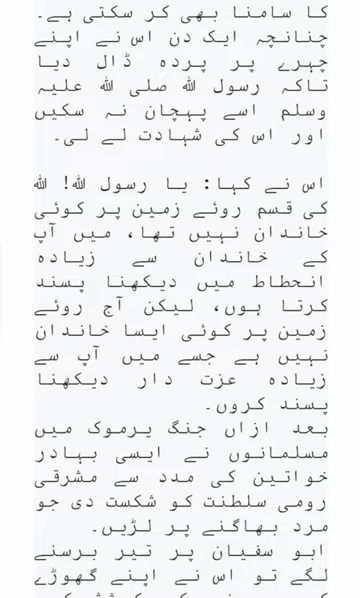 کا سامنا بھی کر سکتی ہے۔
چنانچہ ایک دن اس نے اپنے
چہرے پر پردہ ڈال دیا
تاکہ رسول اللہ صلی اللہ علیہ
وسلم اسے پہچان نہ سکیں
اور اس کی شہادت لے لی۔
اس نے کہا: یا رسول اللہ! اللہ
کی قسم روئے زمین پر کوئی
خاندان نہیں تھا، میں آپ
کے خاندان سے زیادہ
انحطاط میں دیکھنا پسند
کرتا ہوں، لیکن آج روئے
زمین پر کوئی ایسا خاندان
نہیں ہے جسے میں آپ سے
زیادہ عزت دار دیکھنا
پسند کروں۔
بعد ازاں جنگ یرموک میں
مسلمانوں نے ایسی بہادر
خواتین کی مدد سے مشرقی
رومی سلطنت کو شکست دی جو
مرد بھاگنے پر لڑیں۔
ابو سفیان پر تیر برسنے
لگے تو اس نے اپنے گھوڑے